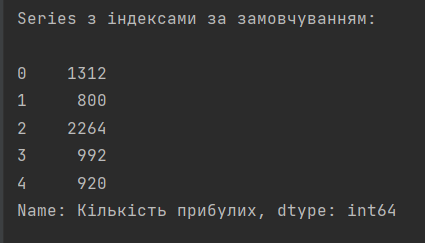 Series з індексами за замовчуванням:
0    1312
1     800
2    2264
3     992
4     920
Name: Кількість прибулих, dtype: int64